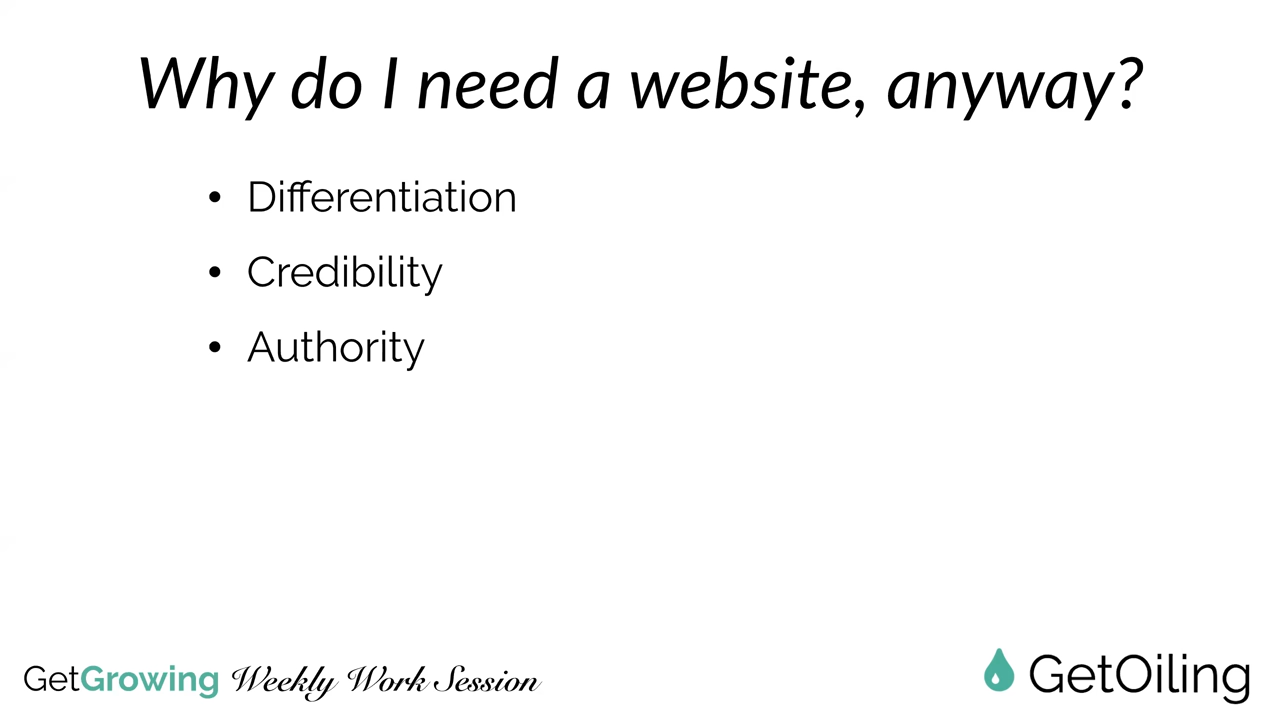 Why do I need a website, anyway?
• Differentiation
• Credibility
• Authority
GetGrowing Weekly Work Session
GetOiling